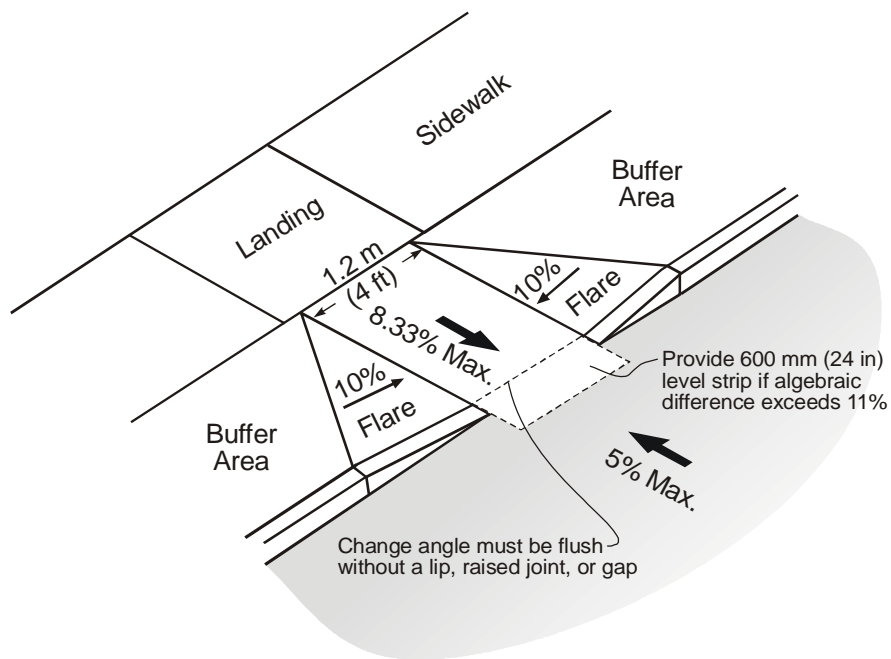 Sidewalk
Buffer
Area
Landing
1.2 m
(4 ft)
10%
Flare
8.33% Max.
Provide 600 mm (24 in)
level strip if algebraic
difference exceeds 11%
10%
Flare
Buffer
Area
5% Max.
Change angle must be flush
without a lip, raised joint, or gap